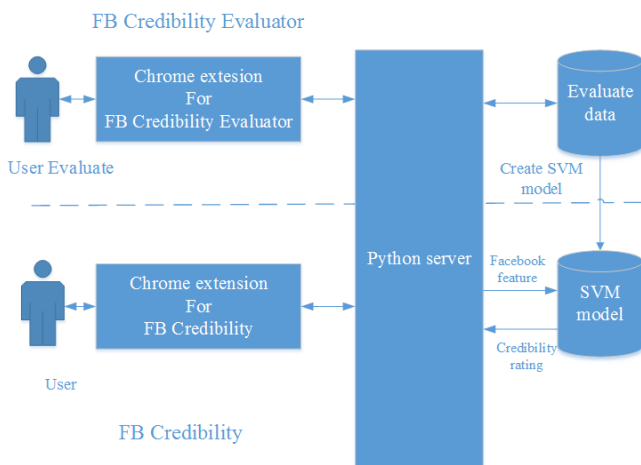 FB Credibility Evaluator
Chrome extesion
For
FB Credibility Evaluator
User Evaluate
Evaluate
data
Create SVM
model
Python server
Chrome extension
For
FB Credibility
User
Facebook
feature
SVM
model
Credibility
rating
FB Credibility